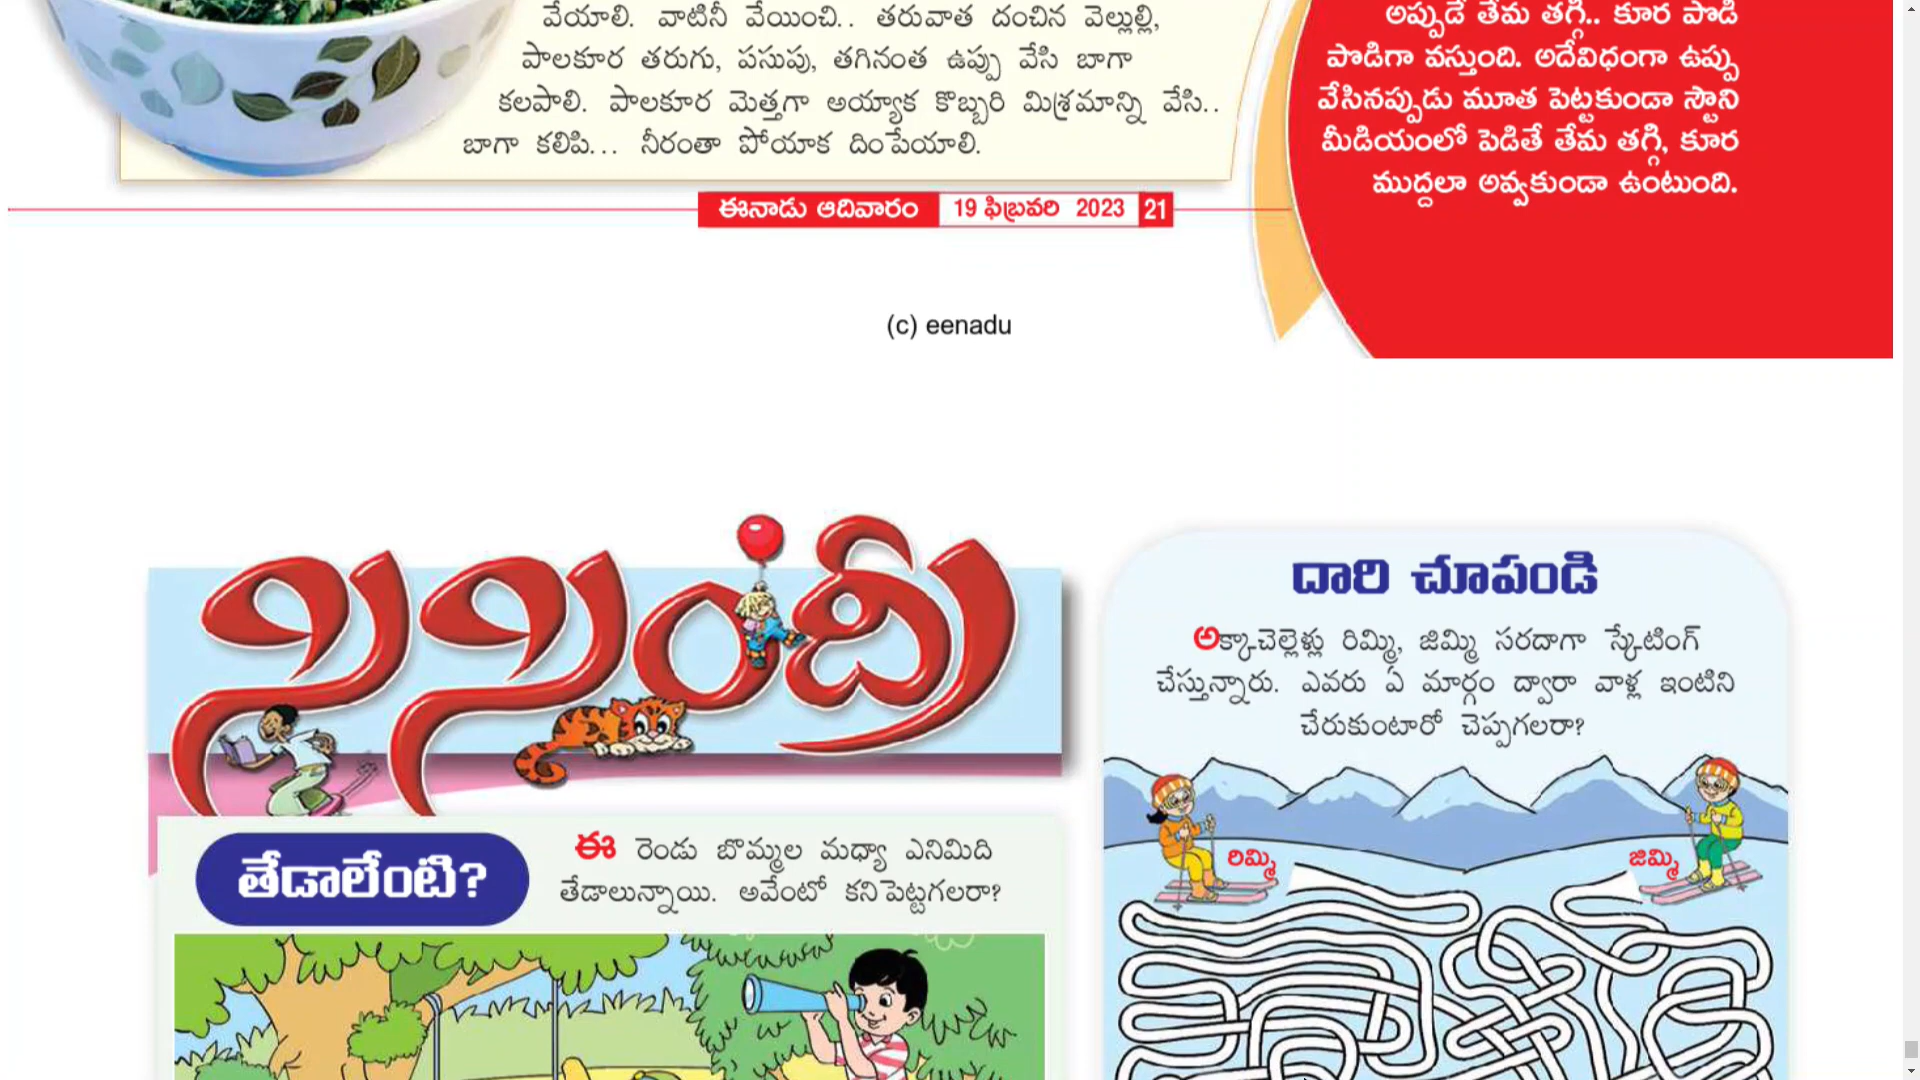 వేయాలి. వాటినీ వేయించి.. తరువాత దంచిన వెల్లుల్లి,
పాలకూర తరుగు, పసుపు, తగినంత ఉప్పు వేసి బాగా
కలపాలి. పాలకూర మెత్తగా అయ్యాక కొబ్బరి మిశ్రమాన్ని వేసి..
బాగా కలిపి... నీరంతా పోయాక దింపేయాలి.
అప్పుడే తేమ తగ్గి.. కూర పొడి
పొడిగా వస్తుంది. అదేవిధంగా ఉప్పు
వేసినప్పుడు మూత పెట్టకుండా స్టౌని
మీడియంలో పెడితే తేమ తగ్గి, కూర
ముద్దలా అవ్వకుండా ఉంటుంది.
ఈనాడు ఆదివారం 19 ఫిబ్రవరి 2023 21
(c) eenadu
సిసింద్రీ
తేడాలేంటి?
ఈ రెండు బొమ్మల మధ్యా ఎనిమిది
తేడాలున్నాయి. అవేంటో కనిపెట్టగలరా?
దారి చూపండి
అక్కాచెల్లెళ్లు రిమ్మి, జిమ్మి సరదాగా స్కేటింగ్
చేస్తున్నారు. ఎవరు ఏ మార్గం ద్వారా వాళ్ల ఇంటిని
చేరుకుంటారో చెప్పగలరా?
రిమ్మి
జిమ్మి